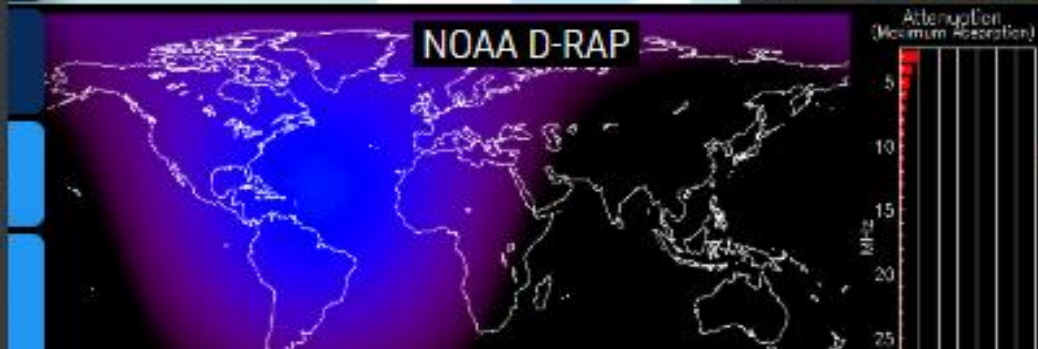 NOAA D-RAP
Attenuation
(Maximum Absorption)
5
10
15
MHz
20
25